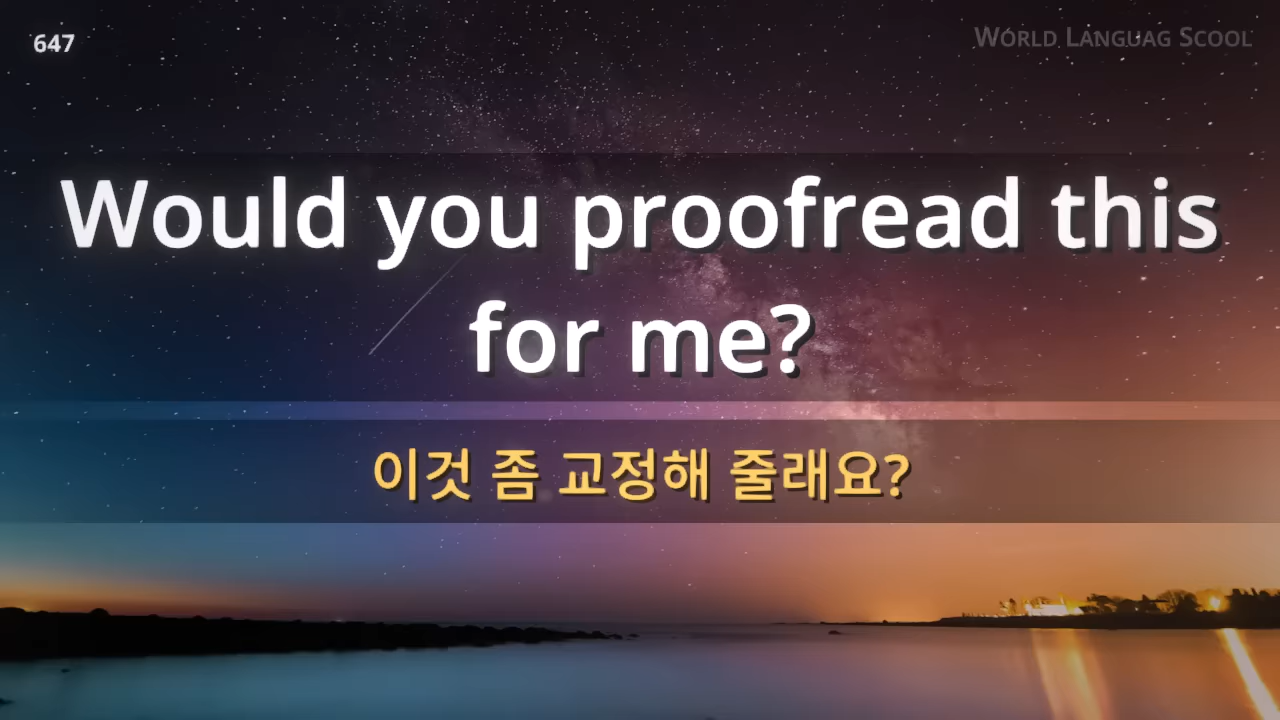 647
WORLD LANGUAG SCOOL
Would you proofread this
for me?
이것 좀 교정해 줄래요?